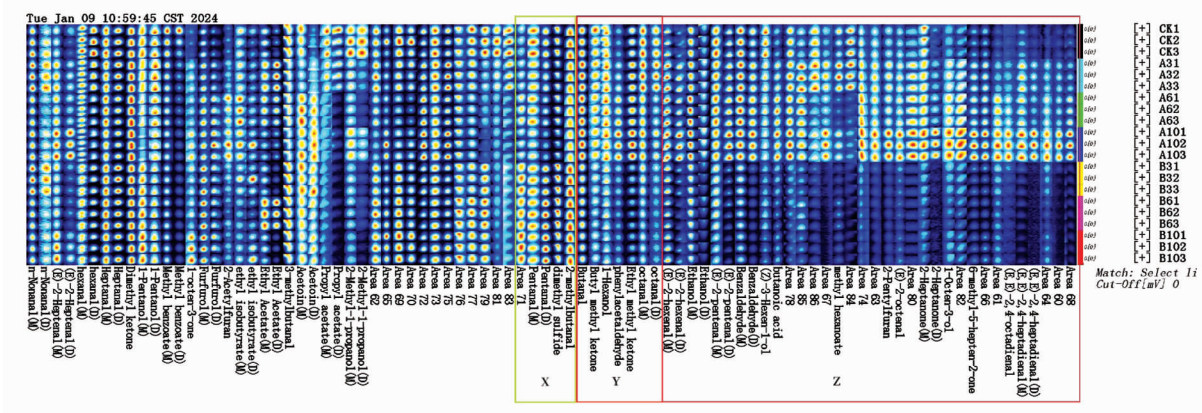 Tue Jan 09 10:59:45 CST 2024
[+] CK1
[+] CK2
[+] CK3
[+] A31
[+] A32
[+] A33
[+] A61
[+] A62
[+] A63
[+] A101
[+] A102
[+] A103
[+] B31
[+] B32
[+] B33
[+] B61
[+] B62
[+] B63
[+] B101
[+] B102
[+] B103
Match: Select Ii
Cut-Off[mV] 0
n-Nonanal(M)
n-Nonanal(D)
(E)-2-Heptenal(M)
(E)-2-Heptenal(D)
hexanal(M)
hexanal(D)
Heptanal(M)
Heptanal(D)
Dimethyl ketone
1-Pentanol(M)
1-Pentanol(D)
Methyl benzoate(M)
Methyl benzoate(D)
1-octen-3-one
Furfurol(M)
Furfurol(D)
2-Acetylfuran
ethyl isobutyrate(M)
ethyl isobutyrate(D)
Ethyl Acetate(M)
Ethyl Acetate(D)
3-methylbutanal
Acetoin(M)
Acetoin(D)
Propyl acetate(M)
Propyl acetate(D)
2-Methyl-1-propanol(M)
2-Methyl-1-propanol(D)
Area 62
Area 65
Area 69
Area 70
Area 72
Area 73
Area 75
Area 76
Area 77
Area 79
Area 81
Area 83
Area 71
Pentanal(M)
Pentanal(D)
dimethyl sulfide
2-methylbutanal
Butanal
Butyl methyl ketone
1-Hexanol
phenylacetaldehyde
Ethyl methyl ketone
octanal(M)
octanal(D)
(E)-2-hexenal(M)
(E)-2-hexenal(D)
Ethanol(M)
Ethanol(D)
(E)-2-pentenal(M)
(E)-2-pentenal(D)
Benzaldehyde(M)
Benzaldehyde(D)
(Z)-3-Hexen-1-ol
butanoic acid
Area 78
Area 85
Area 86
Area 67
Area 84
methyl hexanoate
Area 74
Area 63
2-Pentylfuran
(E)-2-octenal
Area 80
2-Heptanone(M)
2-Heptanone(D)
1-Octen-3-ol
Area 82
6-methyl-5-hepten-2-one
Area 66
Area 61
(E,E)-2,4-octadienal
(E,E)-2,4-heptadienal(M)
(E,E)-2,4-heptadienal(D)
Area 64
Area 60
Area 68
X
Y
Z